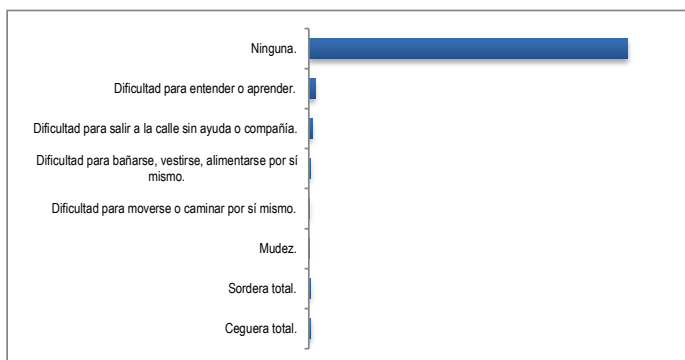 Ninguna.
Dificultad para entender o aprender.
Dificultad para salir a la calle sin ayuda o compañía.
Dificultad para bañarse, vestirse, alimentarse por sí
mismo.
Dificultad para moverse o caminar por sí mismo.
Mudez.
Sordera total.
Ceguera total.